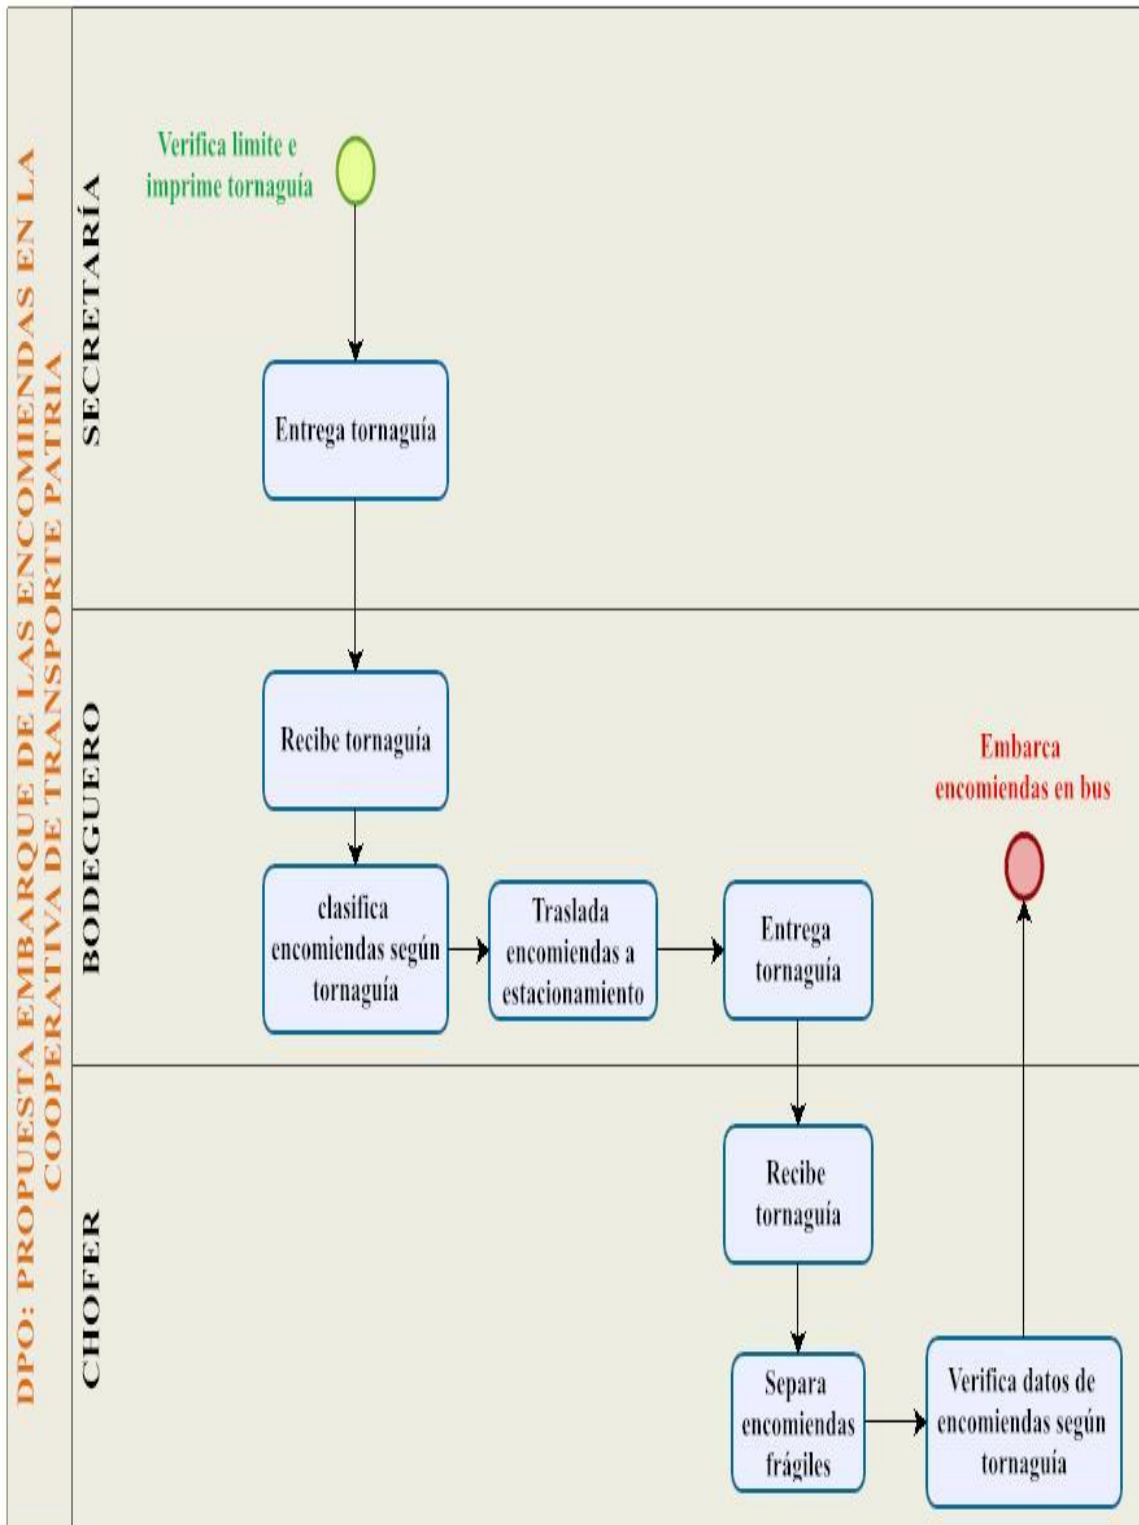 DPO: PROPUESTA EMBARQUE DE LAS ENCOMIENDAS EN LA
COOPERATIVA DE TRANSPORTE PATRIA
SECRETARÍA
Verifica limite e
imprime tornaguía
Entrega tornaguía
BODEGUERO
Recibe tornaguía
clasifica
encomiendas según
tornaguía
Traslada
encomiendas a
estacionamiento
Entrega
tornaguía
Embarca
encomiendas en bus
CHOFER
Recibe
tornaguía
Separa
encomiendas
frágiles
Verifica datos de
encomiendas según
tornaguía